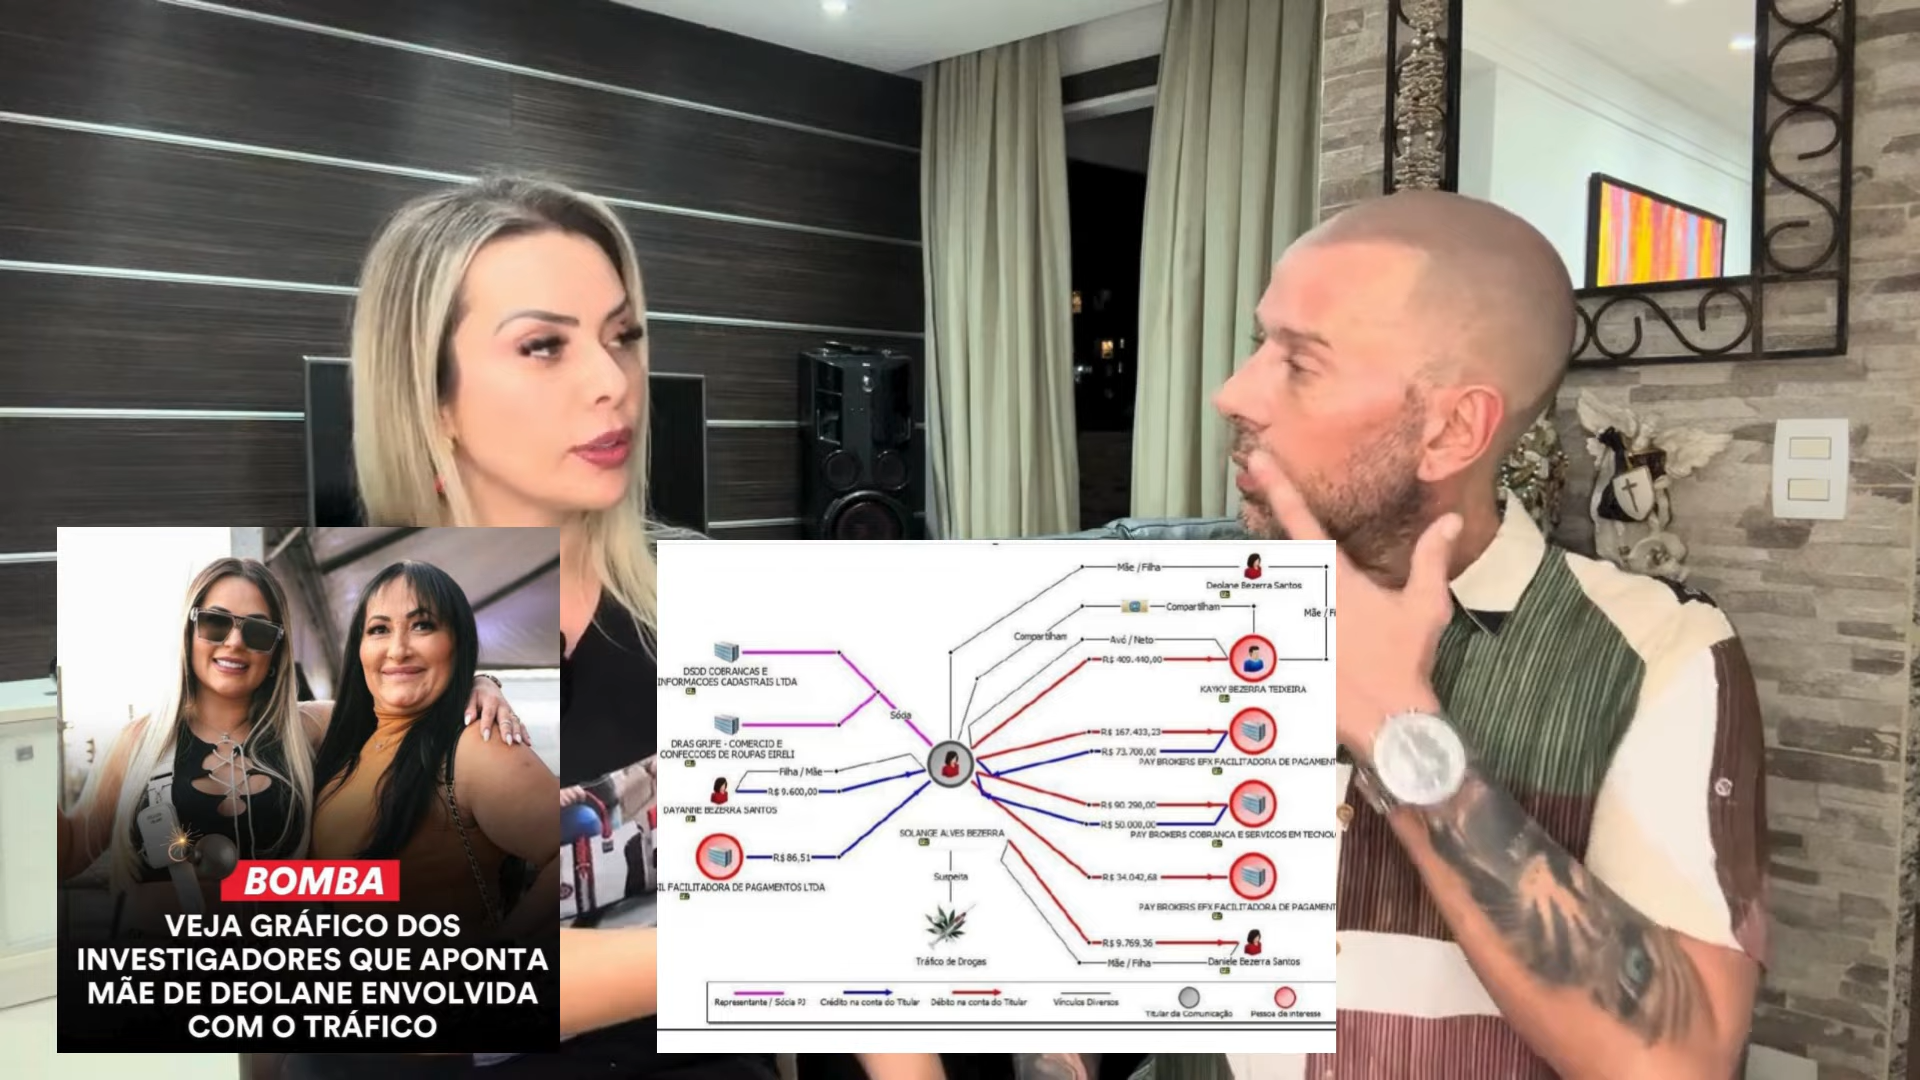 BOMBA
VEJA GRÁFICO DOS
INVESTIGADORES QUE APONTA
MÃE DE DEOLANE ENVOLVIDA
COM O TRÁFICO
Mãe / Filha
Deolane Bezerra Santos
Compartilham
Mãe / Fi
Compartilham
Avó / Neto
R$ 409.440,00
KAYKY BEZERRA TEIXEIRA
DSDD COBRANCAS E
INFORMACOES CADASTRAIS LTDA
Sócia
DRAS GRIFE - COMERCIO E
CONFECCOES DE ROUPAS EIRELI
R$ 167.433,23
R$ 73.700,00
PAY BROKERS EFX FACILITADORA DE PAGAMENT
Filha / Mãe
R$ 9.600,00
DAYANNE BEZERRA SANTOS
R$ 90.290,00
R$ 50.000,00
PAY BROKERS COBRANCA E SERVICOS EM TECNOL
SOLANGE ALVES BEZERRA
R$ 86,51
IL FACILITADORA DE PAGAMENTOS LTDA
Suspeita
R$ 34.042,68
PAY BROKERS EFX FACILITADORA DE PAGAMENT
Tráfico de Drogas
R$ 9.769,36
Mãe / Filha
Daniele Bezerra Santos
Representante / Sócia PJ
Crédito na conta do Titular
Débito na conta do Titular
Vínculos Diversos
Titular da Comunicação
Pessoa de Interesse